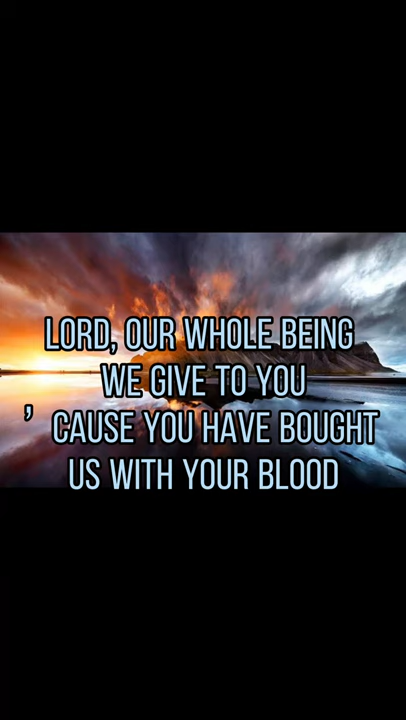 LORD, OUR WHOLE BEING
WE GIVE TO YOU
’ CAUSE YOU HAVE BOUGHT
US WITH YOUR BLOOD